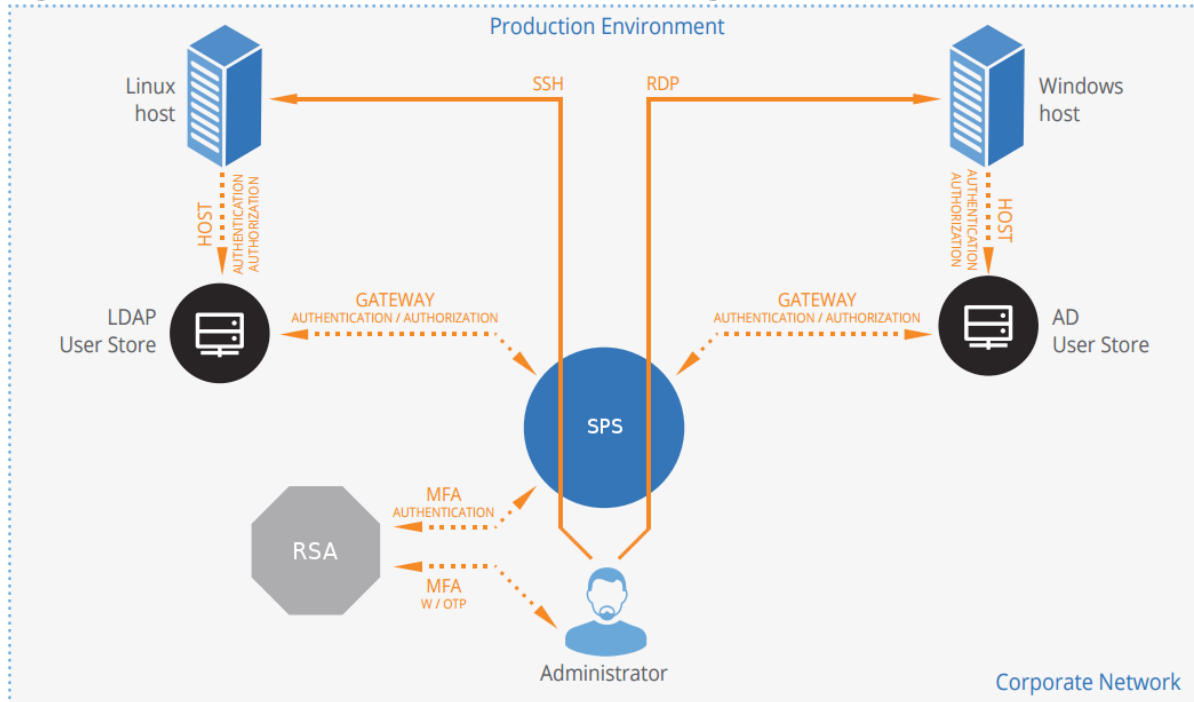 Production Environment
Linux
host
SSH
RDP
Windows
host
HOST
AUTHENTICATION
AUTHORIZATION
HOST
AUTHENTICATION
AUTHORIZATION
LDAP
User Store
GATEWAY
AUTHENTICATION / AUTHORIZATION
GATEWAY
AUTHENTICATION / AUTHORIZATION
AD
User Store
SPS
MFA
AUTHENTICATION
RSA
MFA
W / OTP
Administrator
Corporate Network